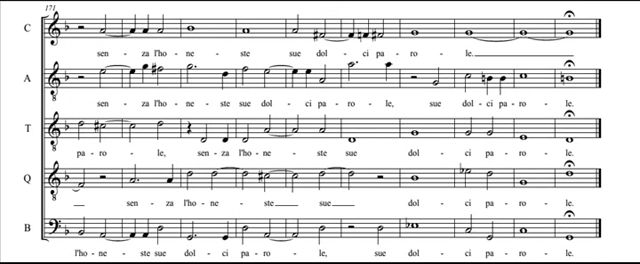 171
C
sen - za l'ho - ne - ste sue dol - ci pa - ro - le.
A
8
sen - za l'ho - ne - ste sue dol - ci pa - ro - le, sue dol - ci pa - ro - le.
T
8
pa - ro - le, sen - za l'ho - ne - ste sue dol - ci pa - ro - le.
Q
8
sen - za l'ho - ne - ste sue dol - ci pa - ro - le.
B
l'ho - ne - ste sue dol - ci pa - ro - le, sue dol - ci pa - ro - le.